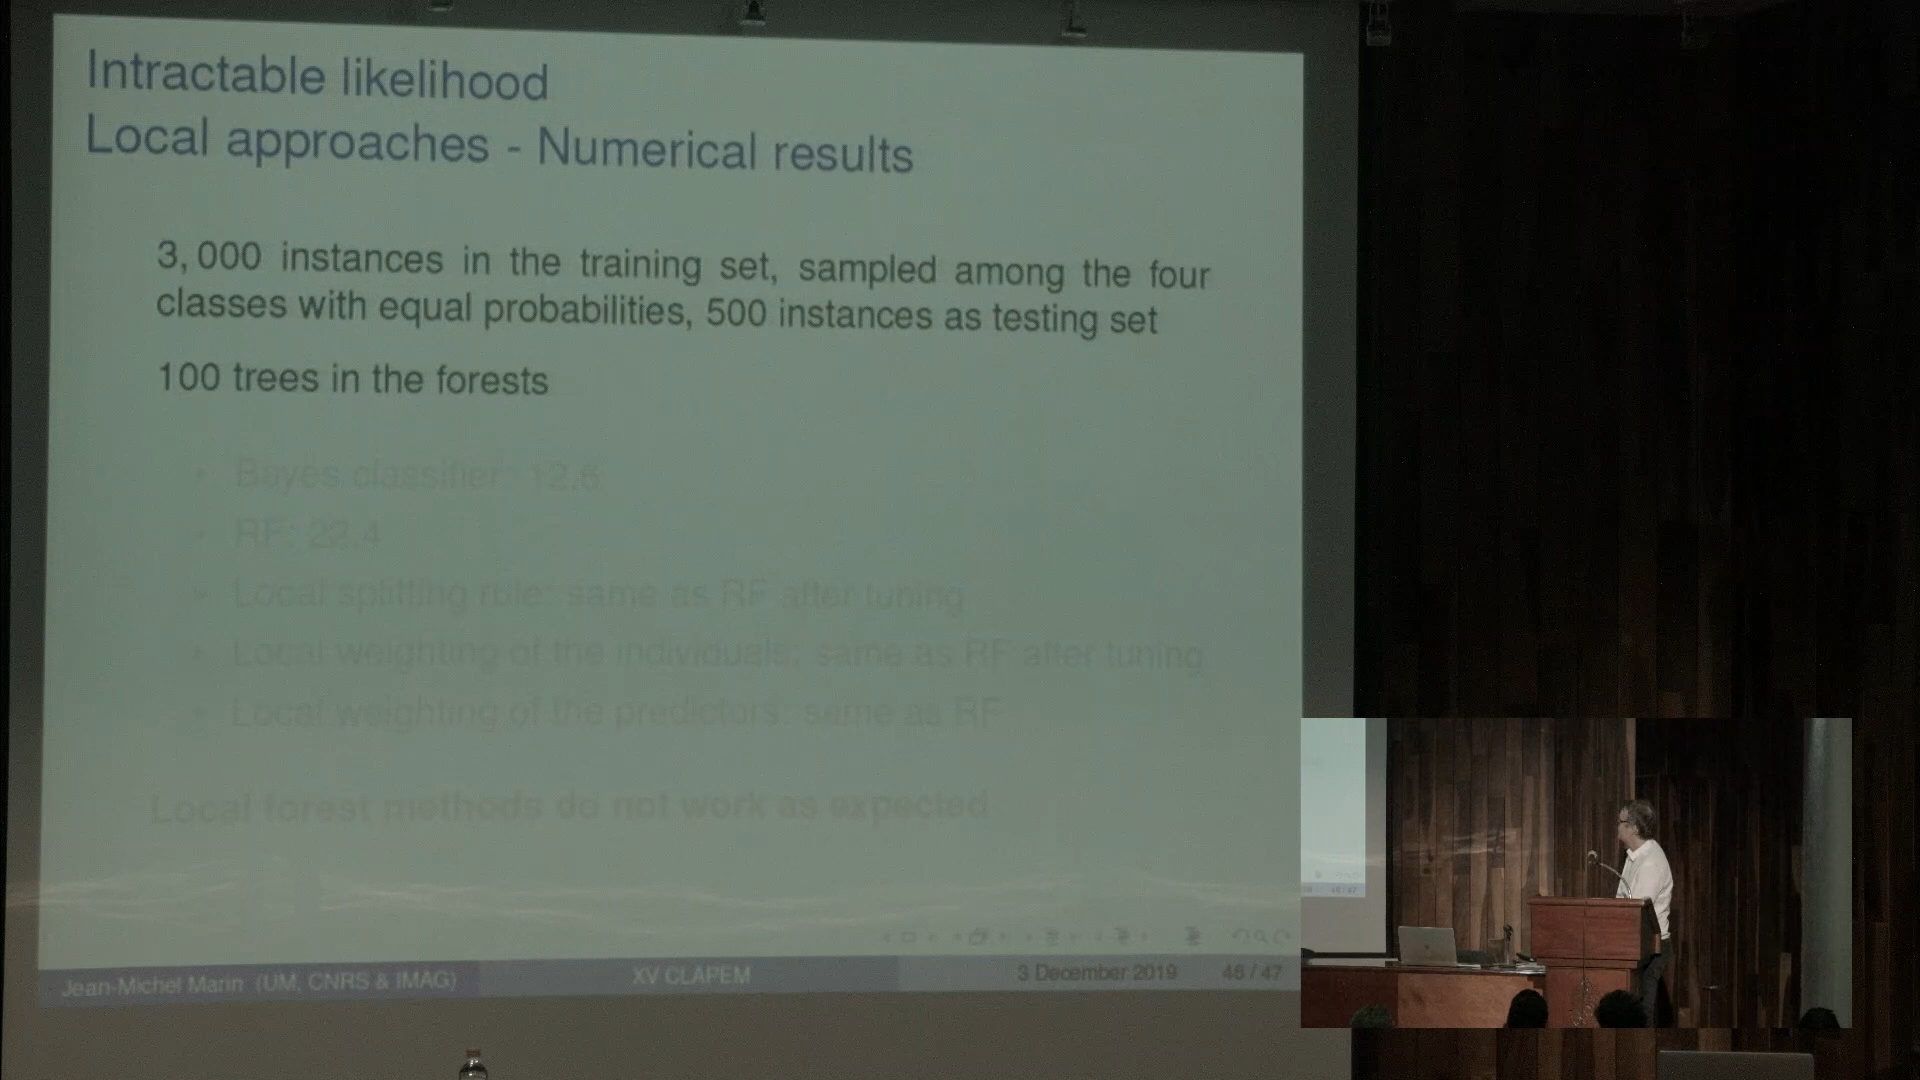 Intractable likelihood
Local approaches - Numerical results
3, 000 instances in the training set, sampled among the four
classes with equal probabilities, 500 instances as testing set
100 trees in the forests
Bayes classifier: 12.6
RF: 23.4
Local splitting rule: same as RF after tuning
Local weighting of the individuals: same as RF after tuning
Local weighting of the predictors: same as RF
Local forest methods do not work as expected
Jean-Michel Marin (UM, CNRS & IMAG) XV CLAPEM 3 December 2019 46 / 47